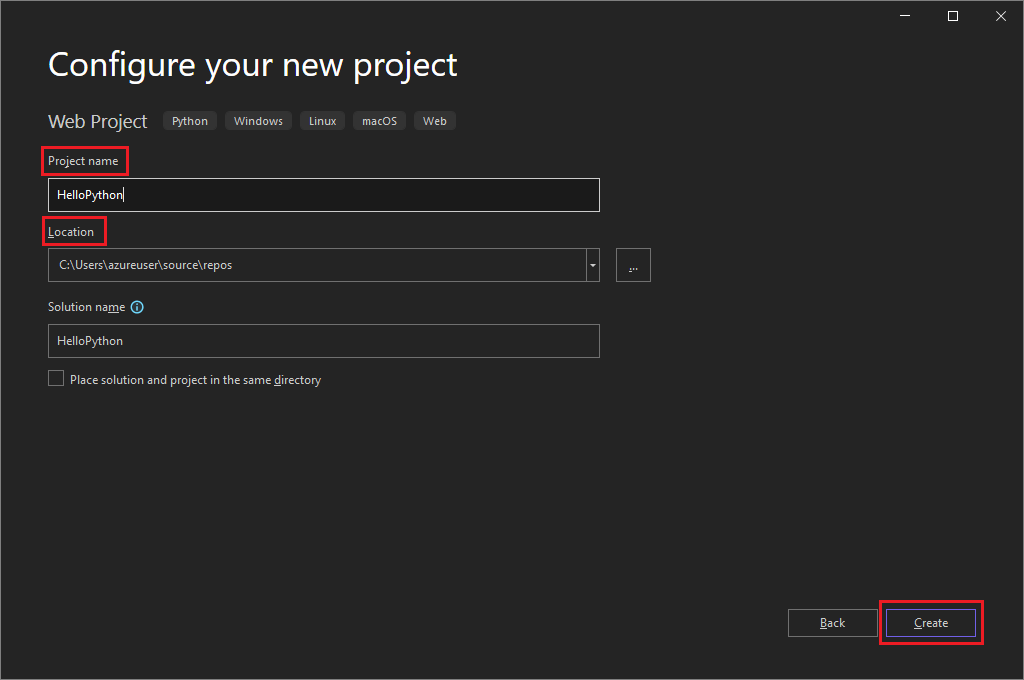 Configure your new project
Web Project Python Windows Linux macOS Web
Project name
HelloPython
Location
C:\Users\azureuser\source\repos
...
Solution name
HelloPython
Place solution and project in the same directory
Back Create